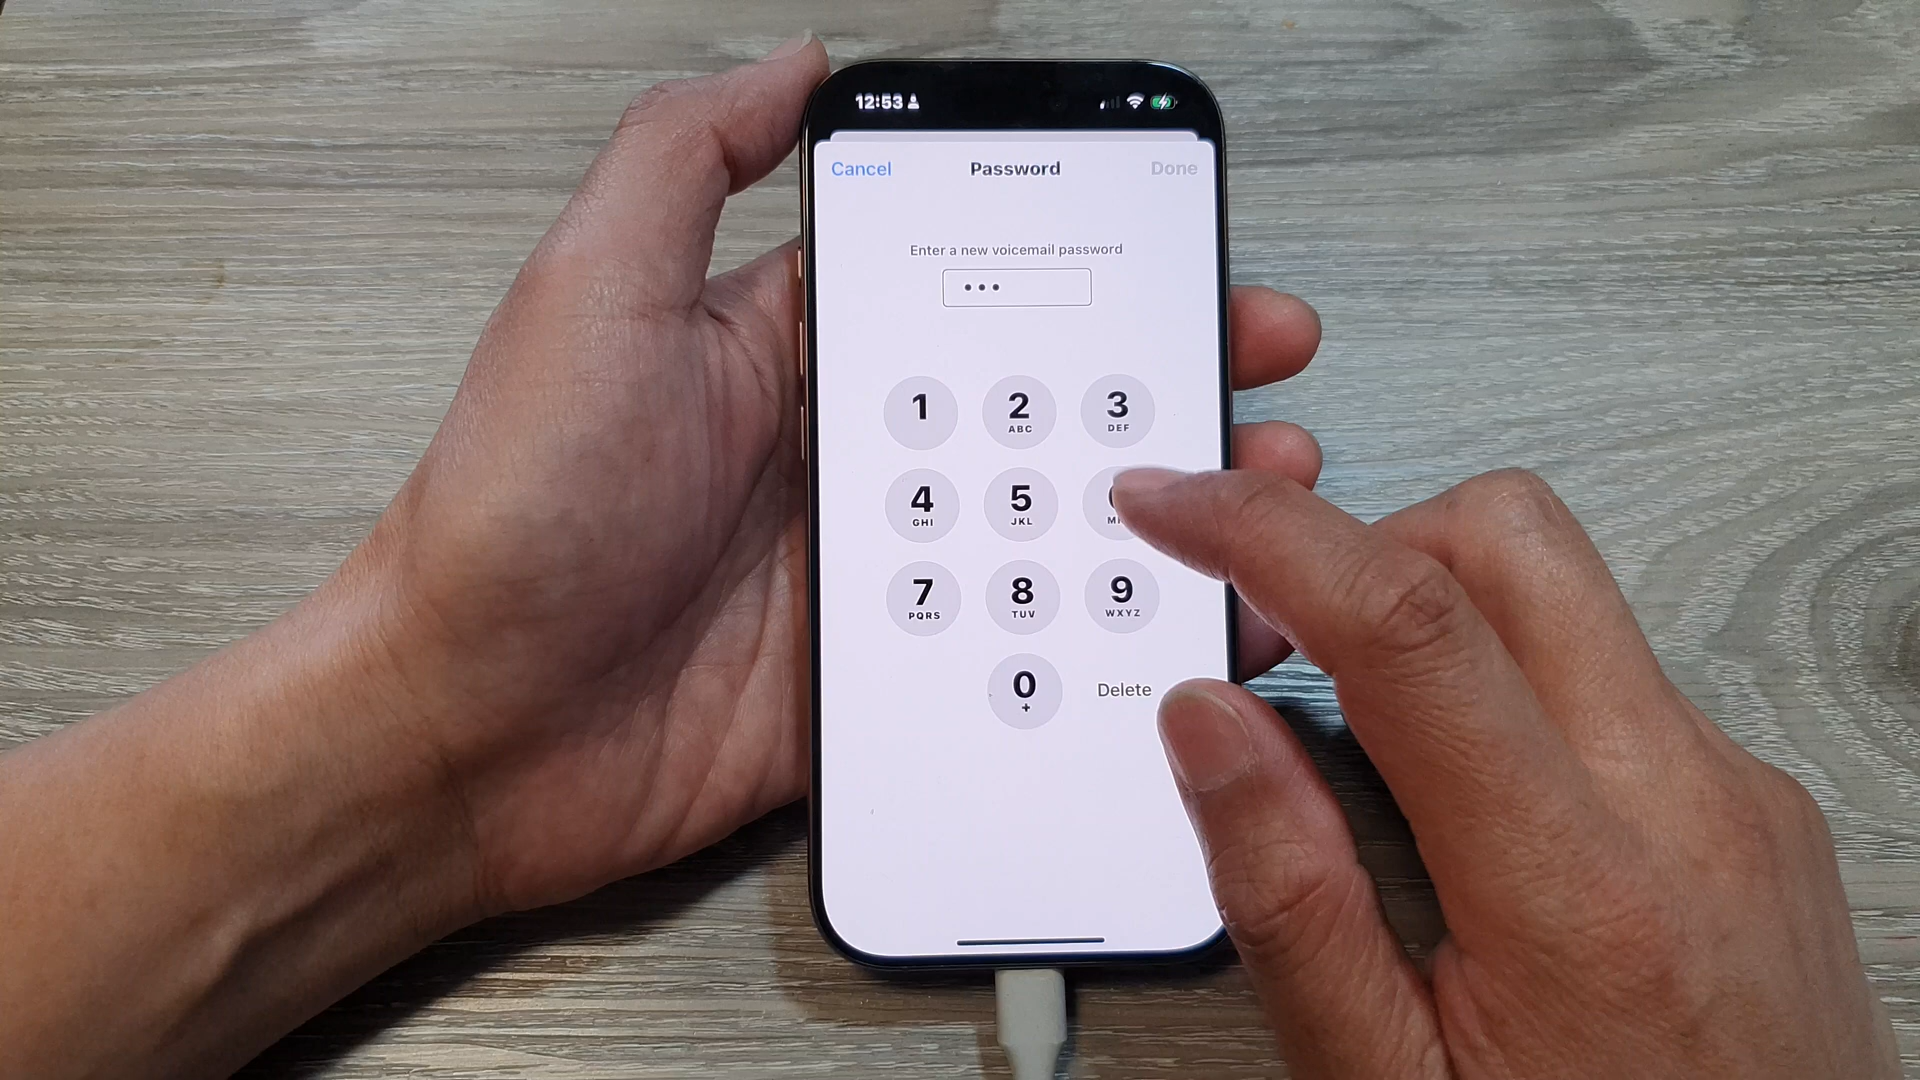 12:53
Cancel Password Done
Enter a new voicemail password
1 2 3
ABC DEF
4 5
GHI JKL
7 8 9
PQRS TUV WXYZ
0 Delete
+